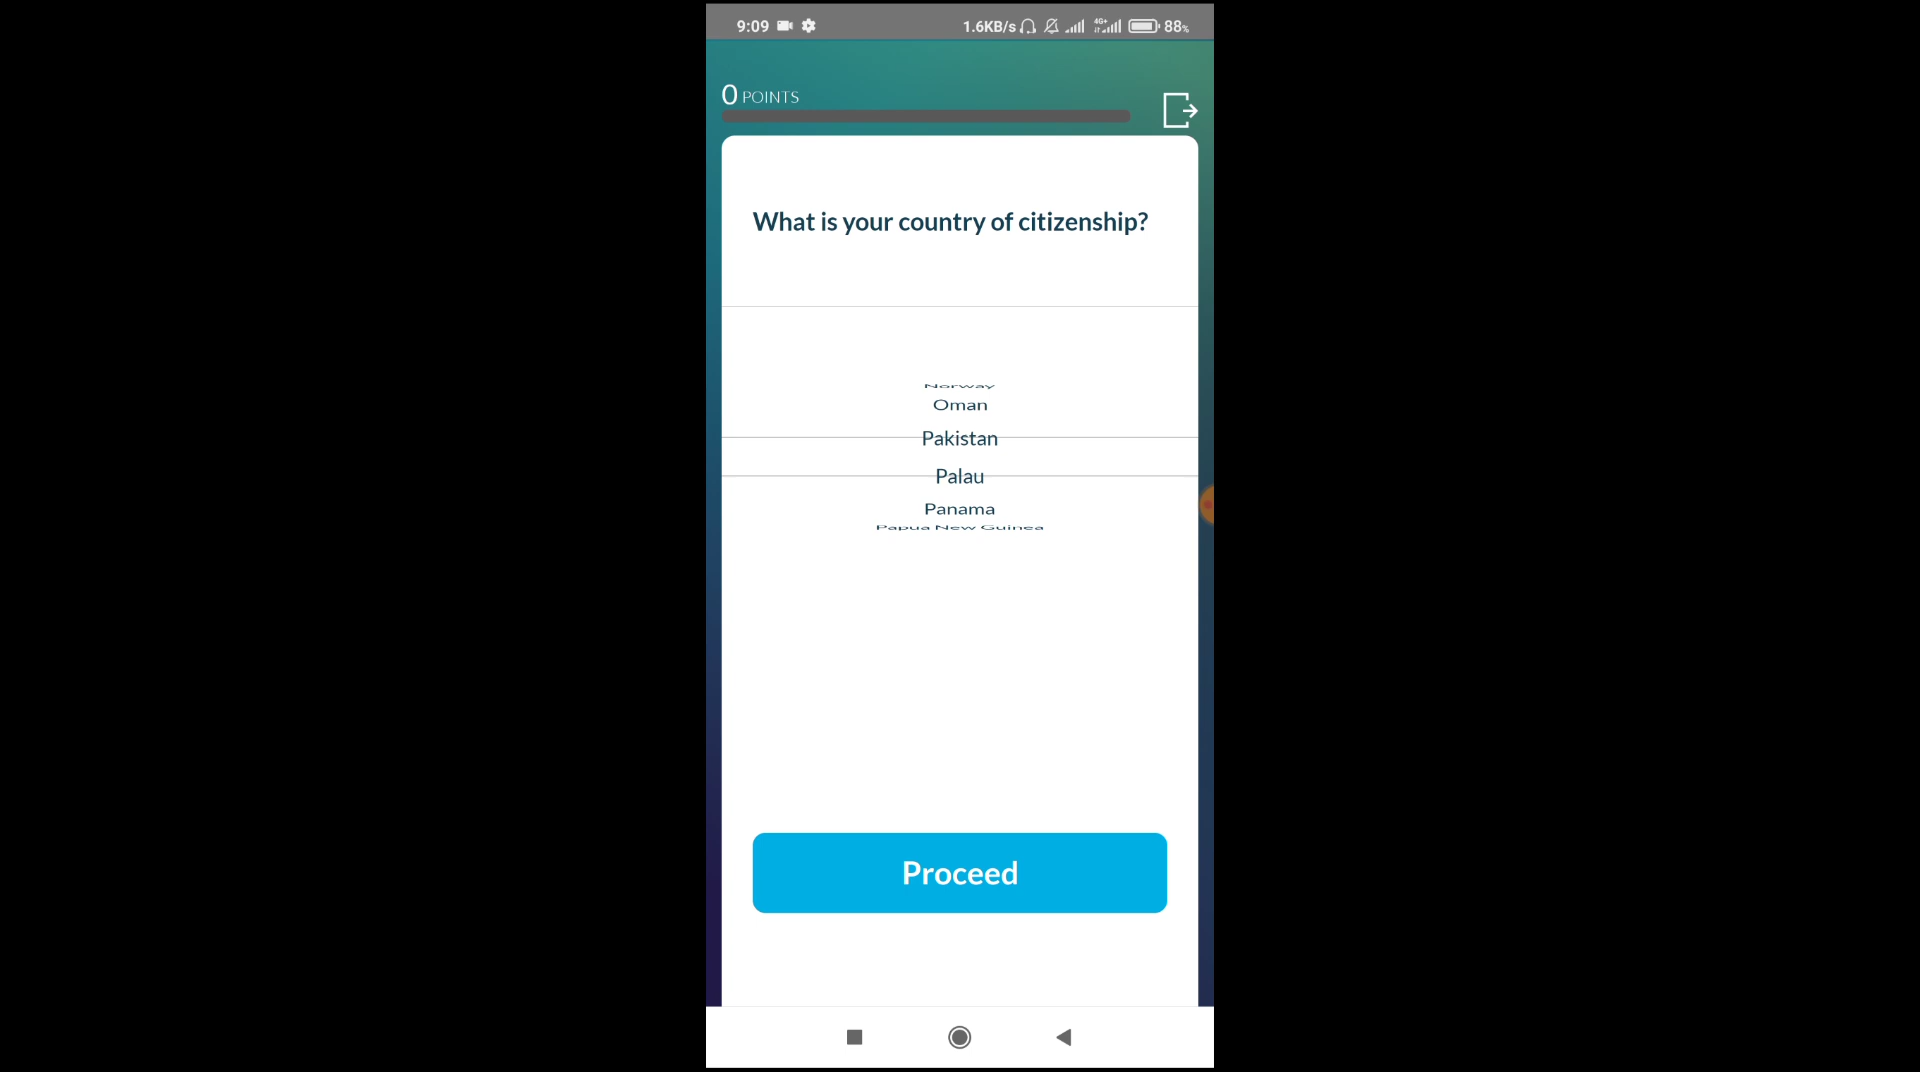 9:09 1.6KB/s 4G+ 88%
0 POINTS
What is your country of citizenship?
Norway
Oman
Pakistan
Palau
Panama
Papua New Guinea
Proceed